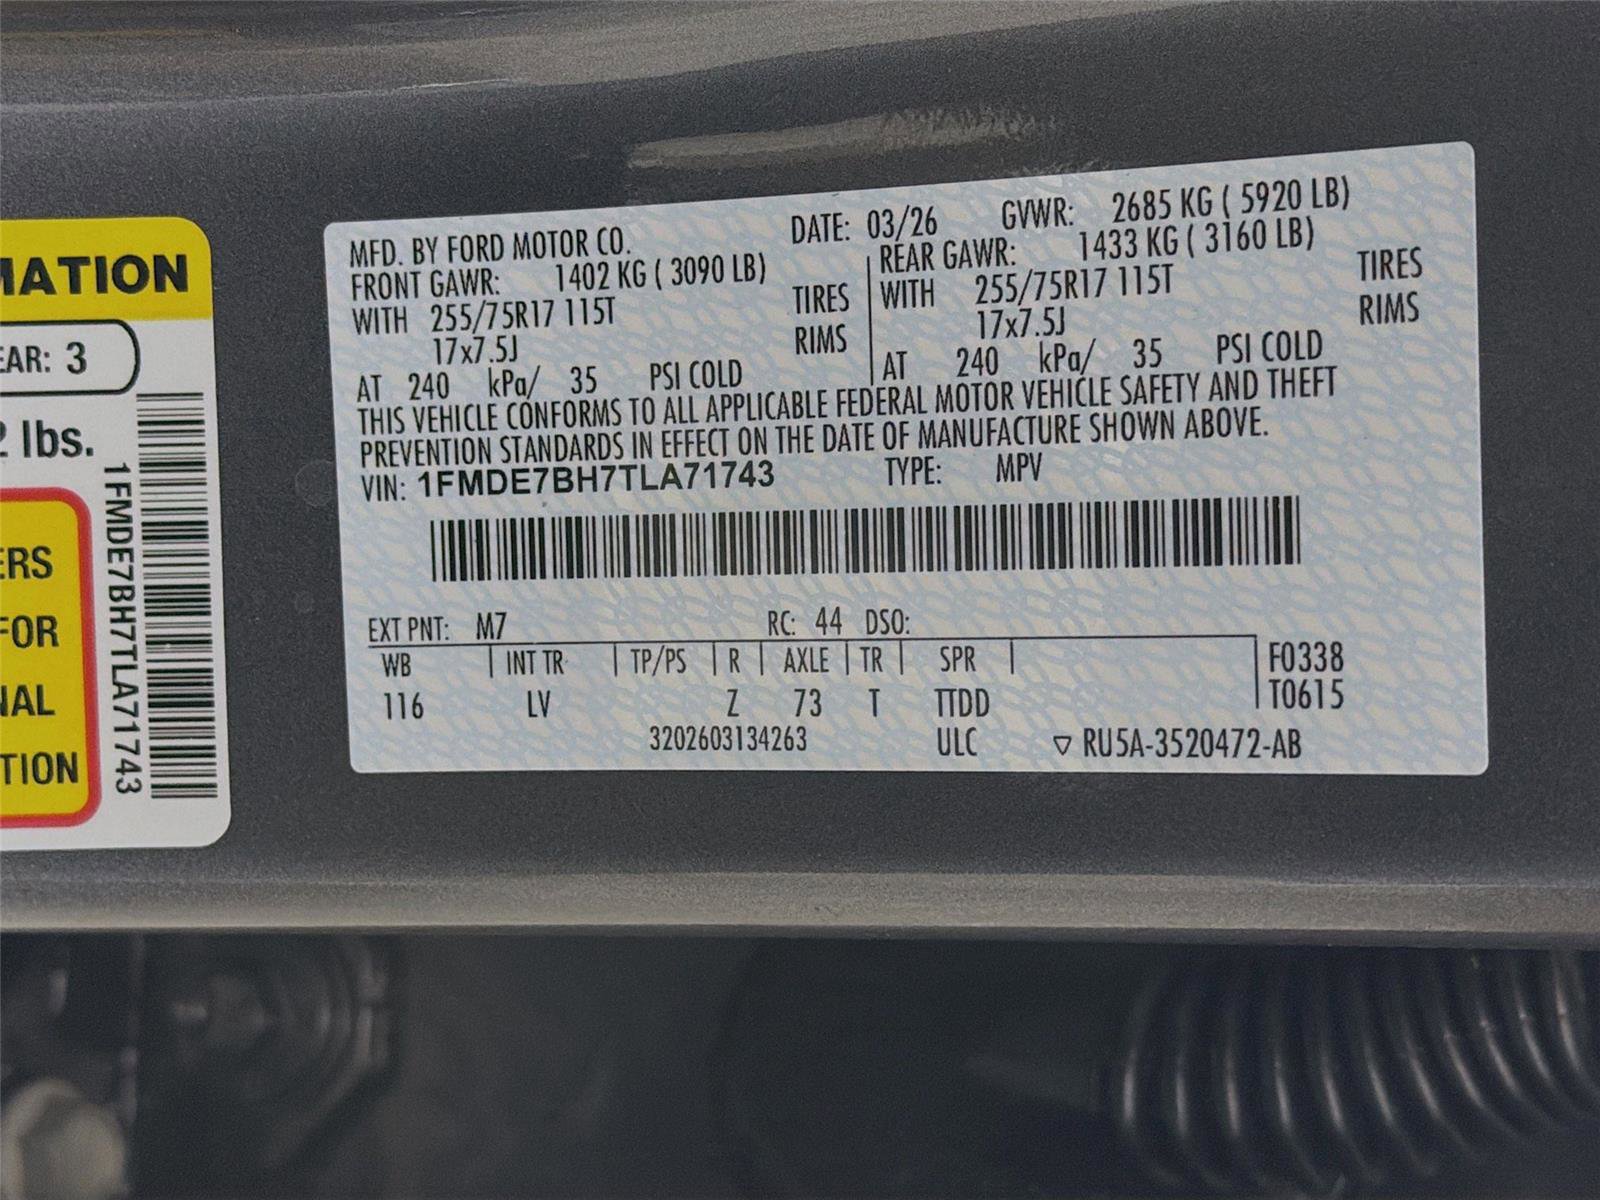 MATION
EAR: 3
2 lbs.
ERS
FOR
NAL
TION
1FMDE7BH7TLA71743
MFD. BY FORD MOTOR CO. DATE: 03/26 GVWR: 2685 KG ( 5920 LB)
FRONT GAWR: 1402 KG ( 3090 LB) REAR GAWR: 1433 KG ( 3160 LB)
WITH 255/75R17 115T TIRES WITH 255/75R17 115T TIRES
17x7.5J RIMS 17x7.5J RIMS
AT 240 kPa/ 35 PSI COLD AT 240 kPa/ 35 PSI COLD
THIS VEHICLE CONFORMS TO ALL APPLICABLE FEDERAL MOTOR VEHICLE SAFETY AND THEFT
PREVENTION STANDARDS IN EFFECT ON THE DATE OF MANUFACTURE SHOWN ABOVE.
VIN: 1FMDE7BH7TLA71743 TYPE: MPV
EXT PNT: M7 RC: 44 DSO:
WB INT TR TP/PS R AXLE TR SPR F0338
116 LV Z 73 T TTDD T0615
3202603134263 ULC ▽ RU5A-3520472-AB